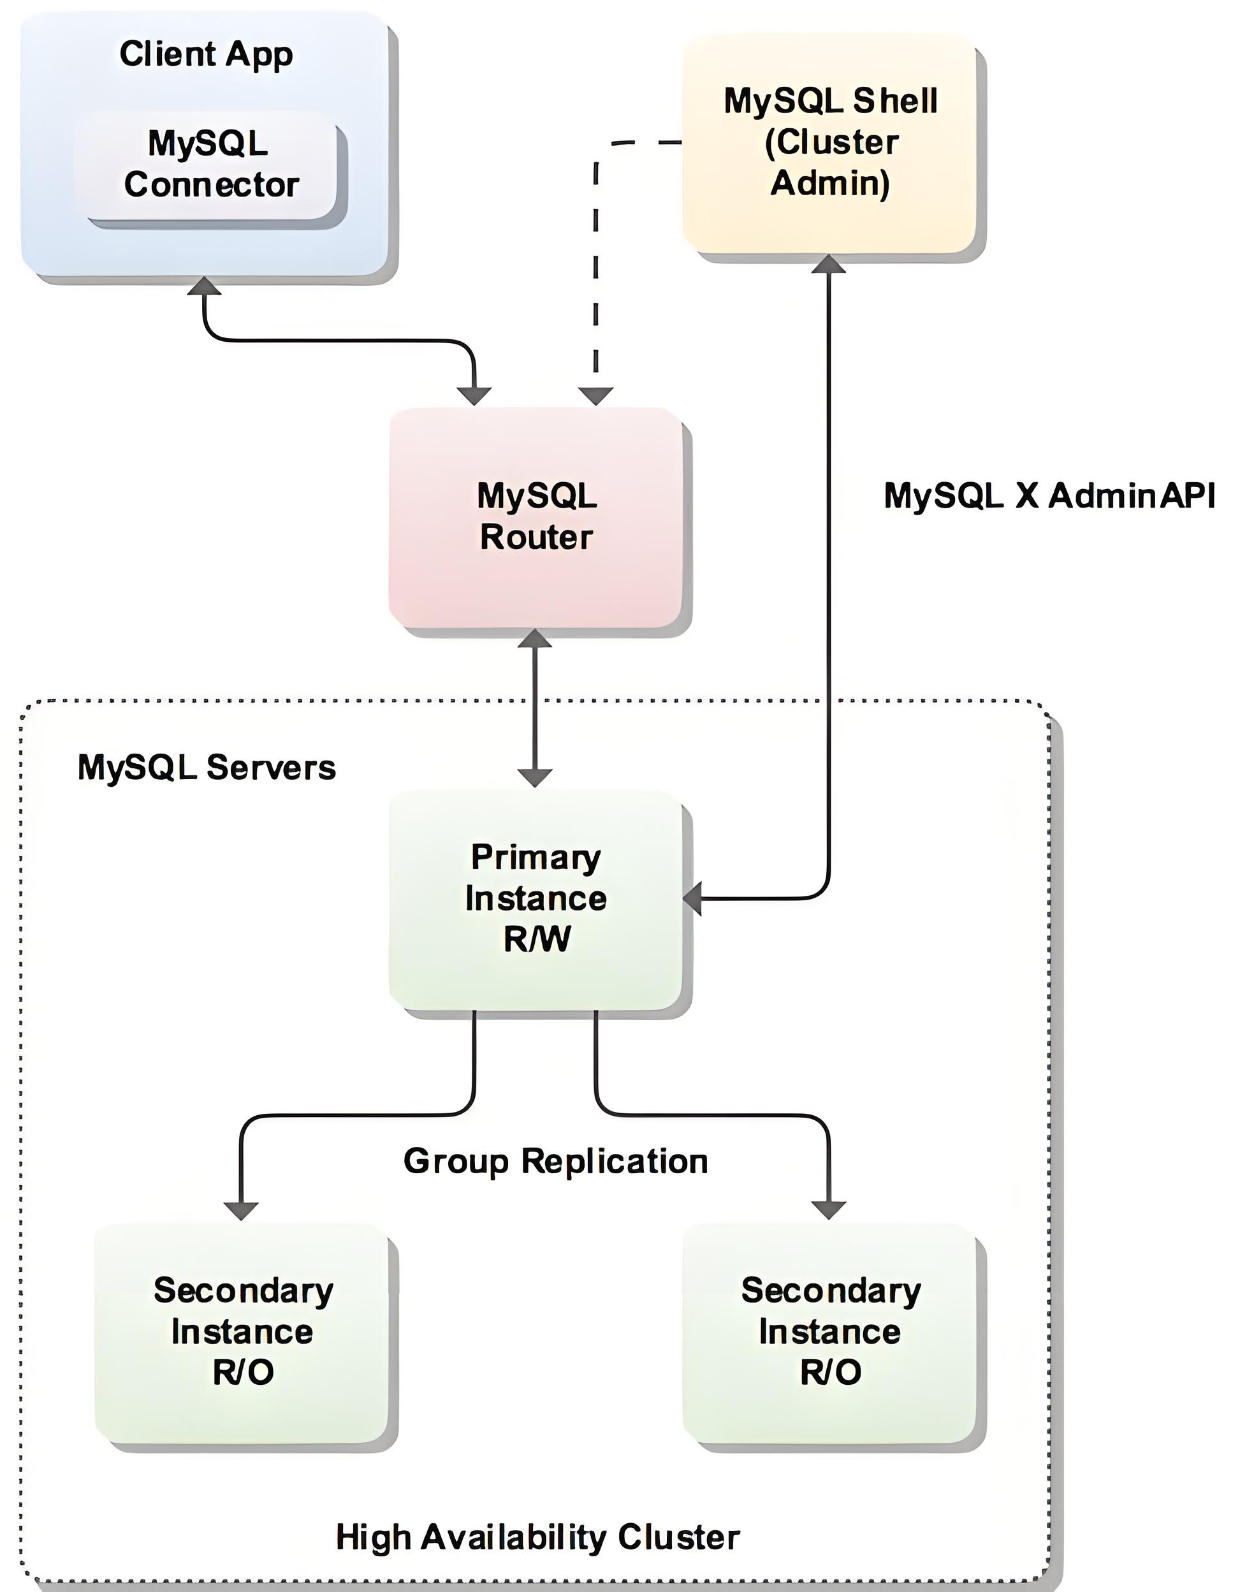 Client App
MySQL
Connector
MySQL Shell
(Cluster
Admin)
MySQL
Router
MySQL X AdminAPI
MySQL Servers
Primary
Instance
R/W
Group Replication
Secondary
Instance
R/O
Secondary
Instance
R/O
High Availability Cluster